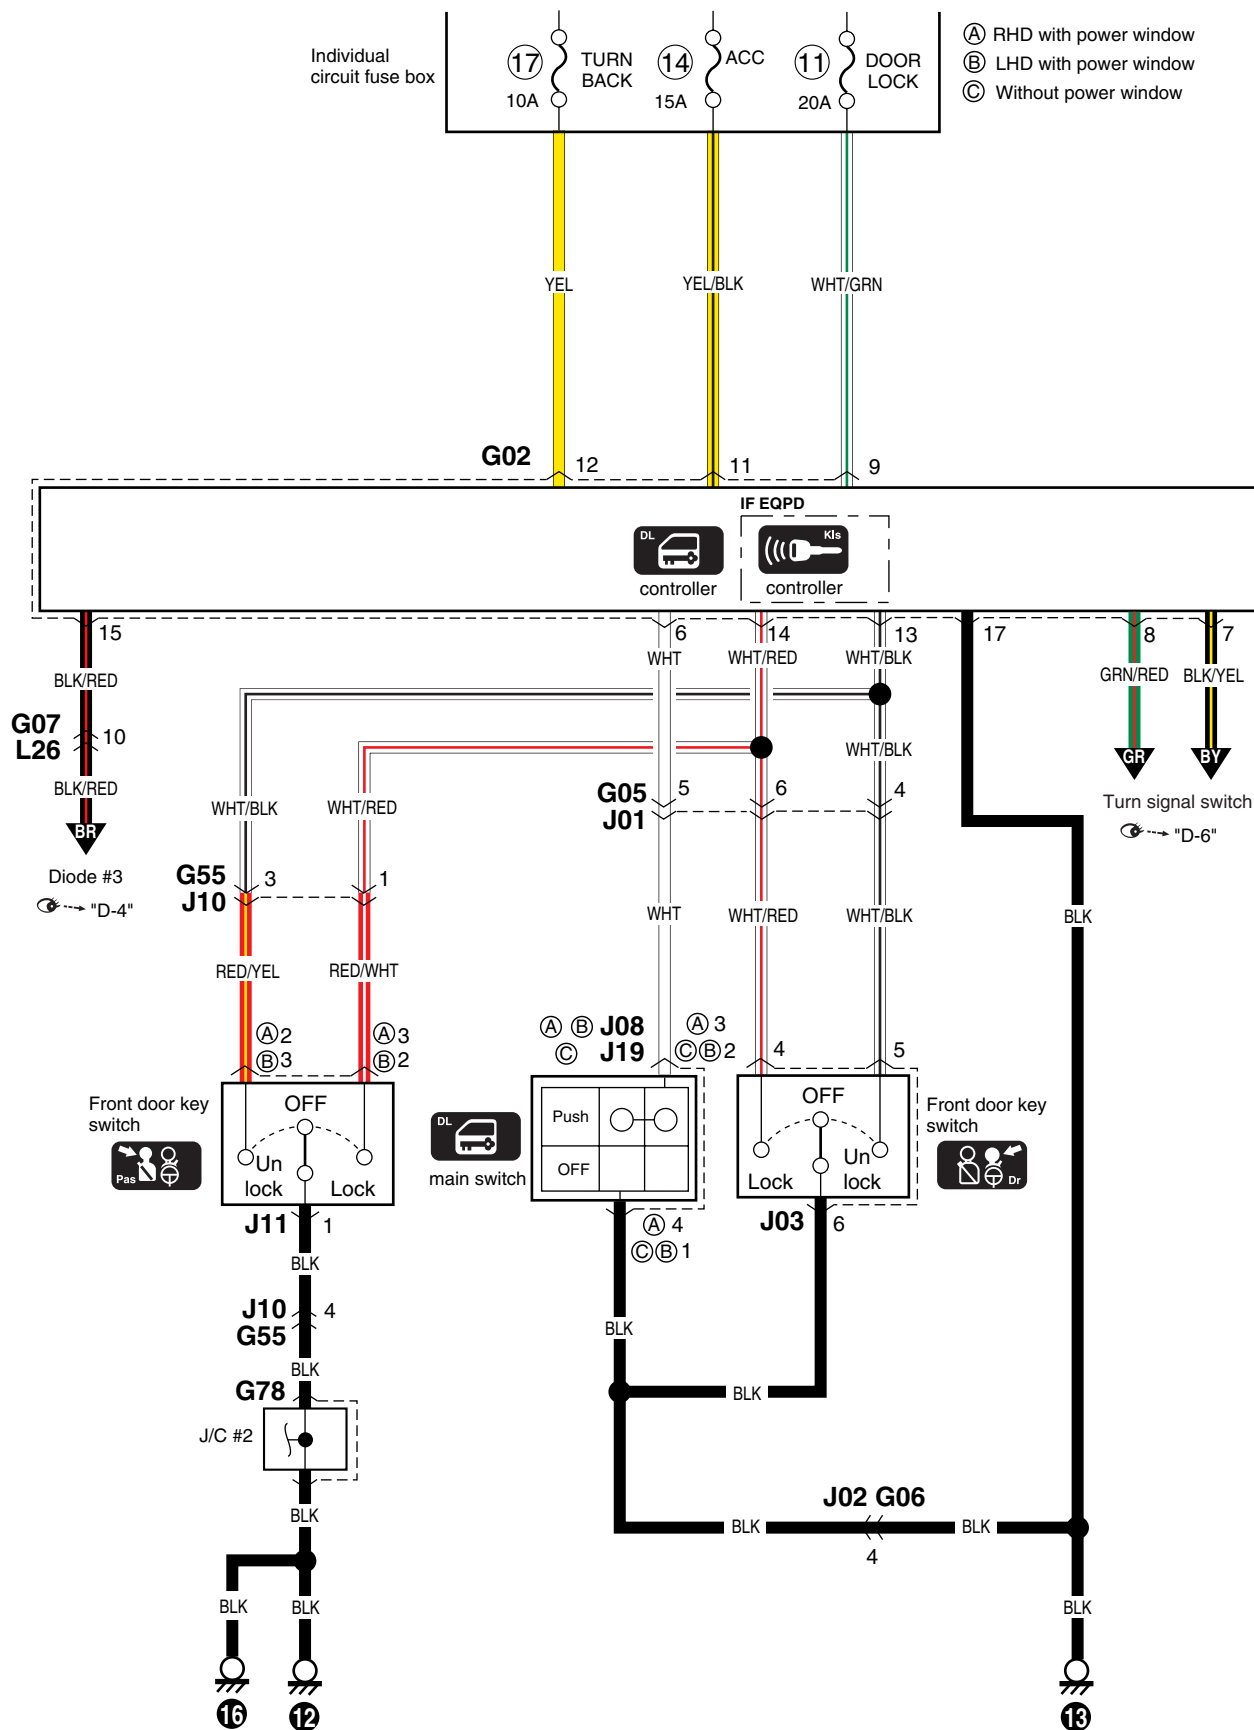 Individual
circuit fuse box
17 TURN
BACK
10A
14 ACC
15A
11 DOOR
LOCK
20A
A RHD with power window
B LHD with power window
C Without power window
YEL YEL/BLK WHT/GRN
G02 12 11 9
IF EQPD
DL
controller
Kls
controller
15 6 14 13 17 8 7
BLK/RED WHT WHT/RED WHT/BLK GRN/RED BLK/YEL
G07
L26
10
BLK/RED
BR
Diode #3
"D-4"
WHT/BLK
GR BY
Turn signal switch
"D-6"
WHT/BLK WHT/RED
G05
J01
5 6 4
G55
J10
3 1
WHT WHT/RED WHT/BLK BLK
RED/YEL RED/WHT
A 2
B 3
A 3
B 2
A B J08
C J19
A 3
C B 2
4 5
Front door key
switch
Pas
OFF
Un
lock
Lock
DL
main switch
Push
OFF
OFF
Lock
Un
lock
Front door key
switch
Dr
J11 1
A 4
C B 1
J03 6
BLK
J10
G55
4
BLK
BLK
G78
J/C #2
BLK
J02 G06
BLK BLK
4
BLK
BLK BLK BLK
16 12 13